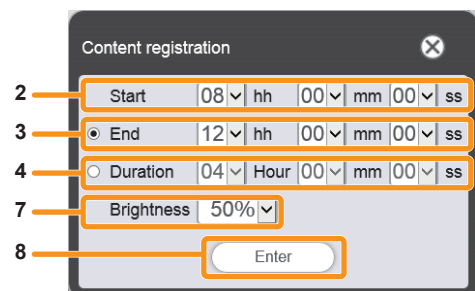 Content registration
2 Start 08 hh 00 mm 00 ss
3 End 12 hh 00 mm 00 ss
4 Duration 04 Hour 00 mm 00 ss
7 Brightness 50%
8 Enter